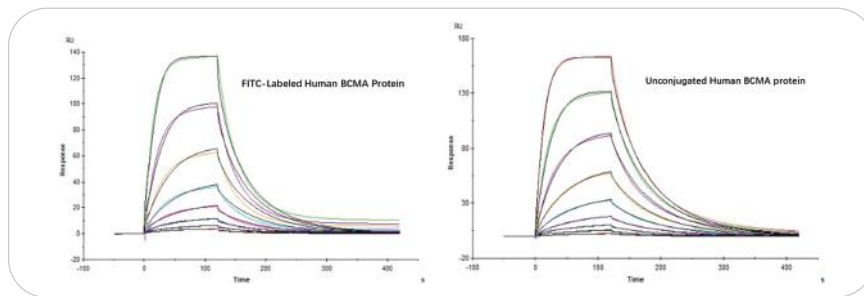 RU
140
120
100
80
60
40
20
0
-20
-100
0
100
200
300
400
500
Response
Time
s
FITC-Labeled Human BCMA Protein
RU
180
130
80
30
-20
-100
0
100
200
300
400
500
Response
Time
s
Unconjugated Human BCMA protein